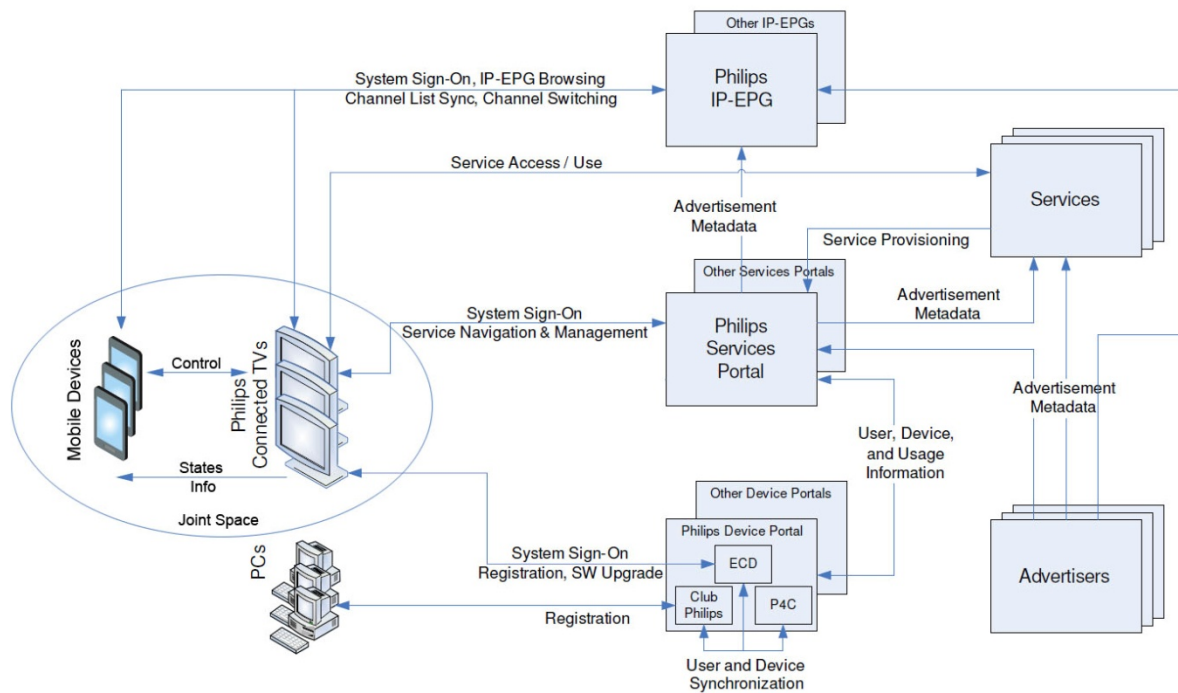 Other IP-EPGs
Philips
IP-EPG
System Sign-On, IP-EPG Browsing
Channel List Sync, Channel Switching
Service Access / Use
Services
Advertisement
Metadata
Service Provisioning
Other Services Portals
Philips
Services
Portal
System Sign-On
Service Navigation & Management
Advertisement
Metadata
Mobile Devices
Control
Philips
Connected TVs
States
Info
Joint Space
Advertisement
Metadata
User, Device,
and Usage
Information
Other Device Portals
Philips Device Portal
ECD
Club
Philips
P4C
System Sign-On
Registration, SW Upgrade
PCs
Registration
Advertisers
User and Device
Synchronization